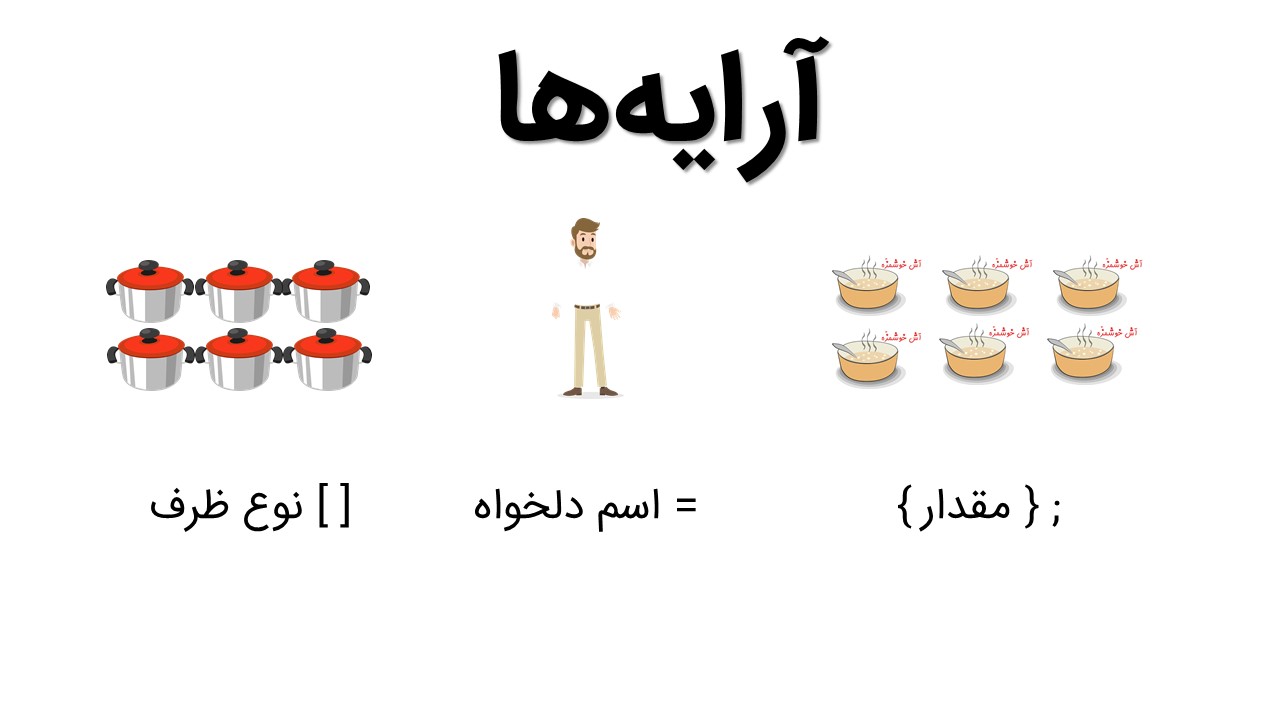 آرایه‌ها
آش خوشمزه آش خوشمزه آش خوشمزه
آش خوشمزه آش خوشمزه آش خوشمزه
نوع ظرف [ ] اسم دلخواه = { مقدار } ;